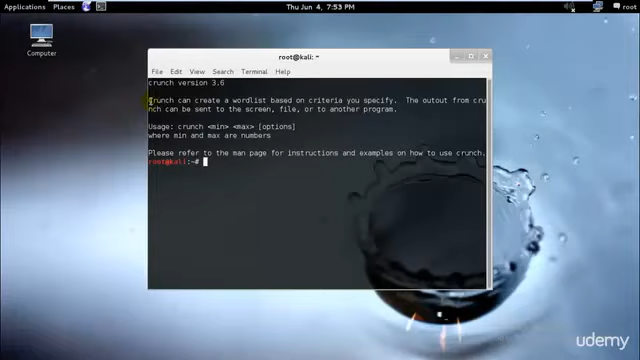 Applications Places Thu Jun 4, 7:53 PM root
Computer
root@kali: ~
File Edit View Search Terminal Help
crunch version 3.6
Crunch can create a wordlist based on criteria you specify. The outout from cru
nch can be sent to the screen, file, or to another program.
Usage: crunch <min> <max> [options]
where min and max are numbers
Please refer to the man page for instructions and examples on how to use crunch.
root@kali:~#
udemy